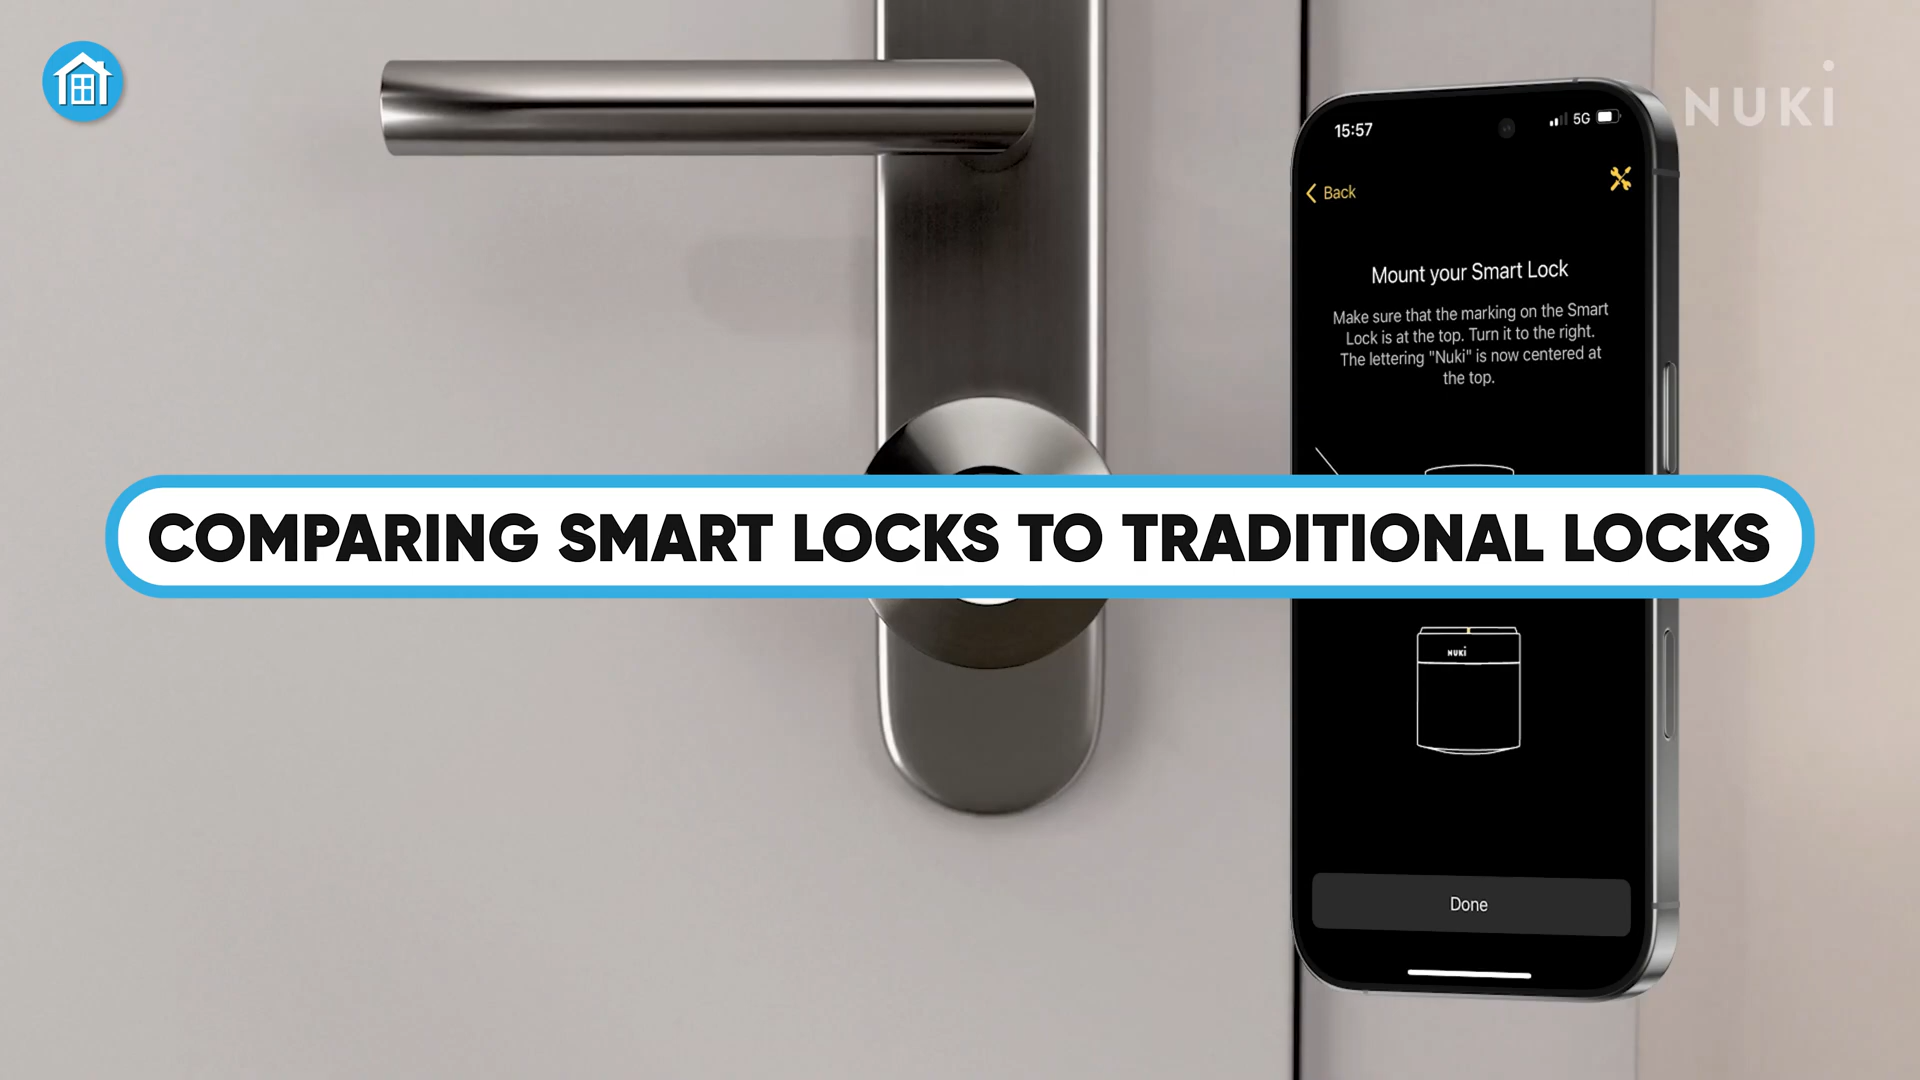 NUKi
15:57
5G
Back
Mount your Smart Lock
Make sure that the marking on the Smart
Lock is at the top. Turn it to the right.
The lettering "Nuki" is now centered at
the top.
COMPARING SMART LOCKS TO TRADITIONAL LOCKS
NUKi
Done